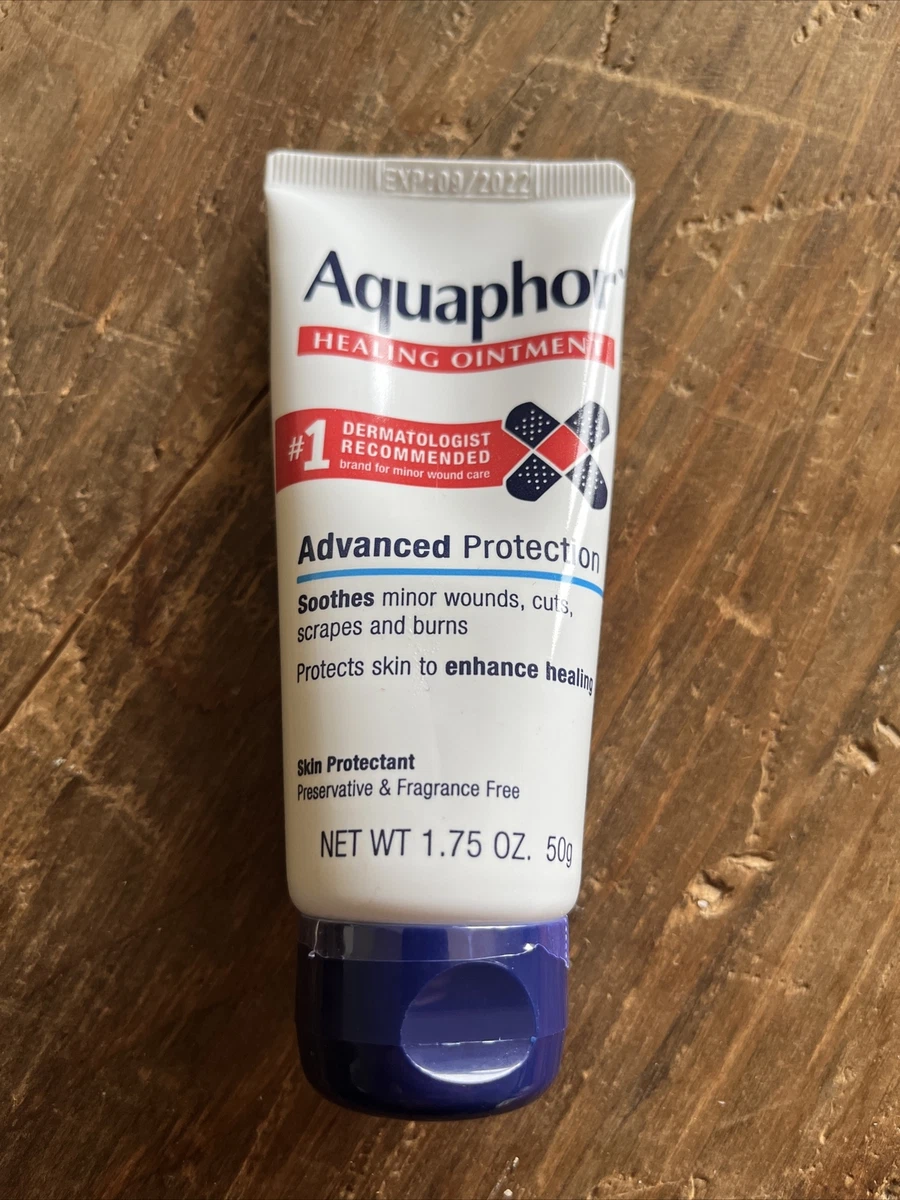 EXP:09/2022
Aquaphor
HEALING OINTMENT
#1 DERMATOLOGIST
RECOMMENDED
brand for minor wound care
Advanced Protection
Soothes minor wounds, cuts,
scrapes and burns
Protects skin to enhance healing
Skin Protectant
Preservative & Fragrance Free
NET WT 1.75 OZ. 50g